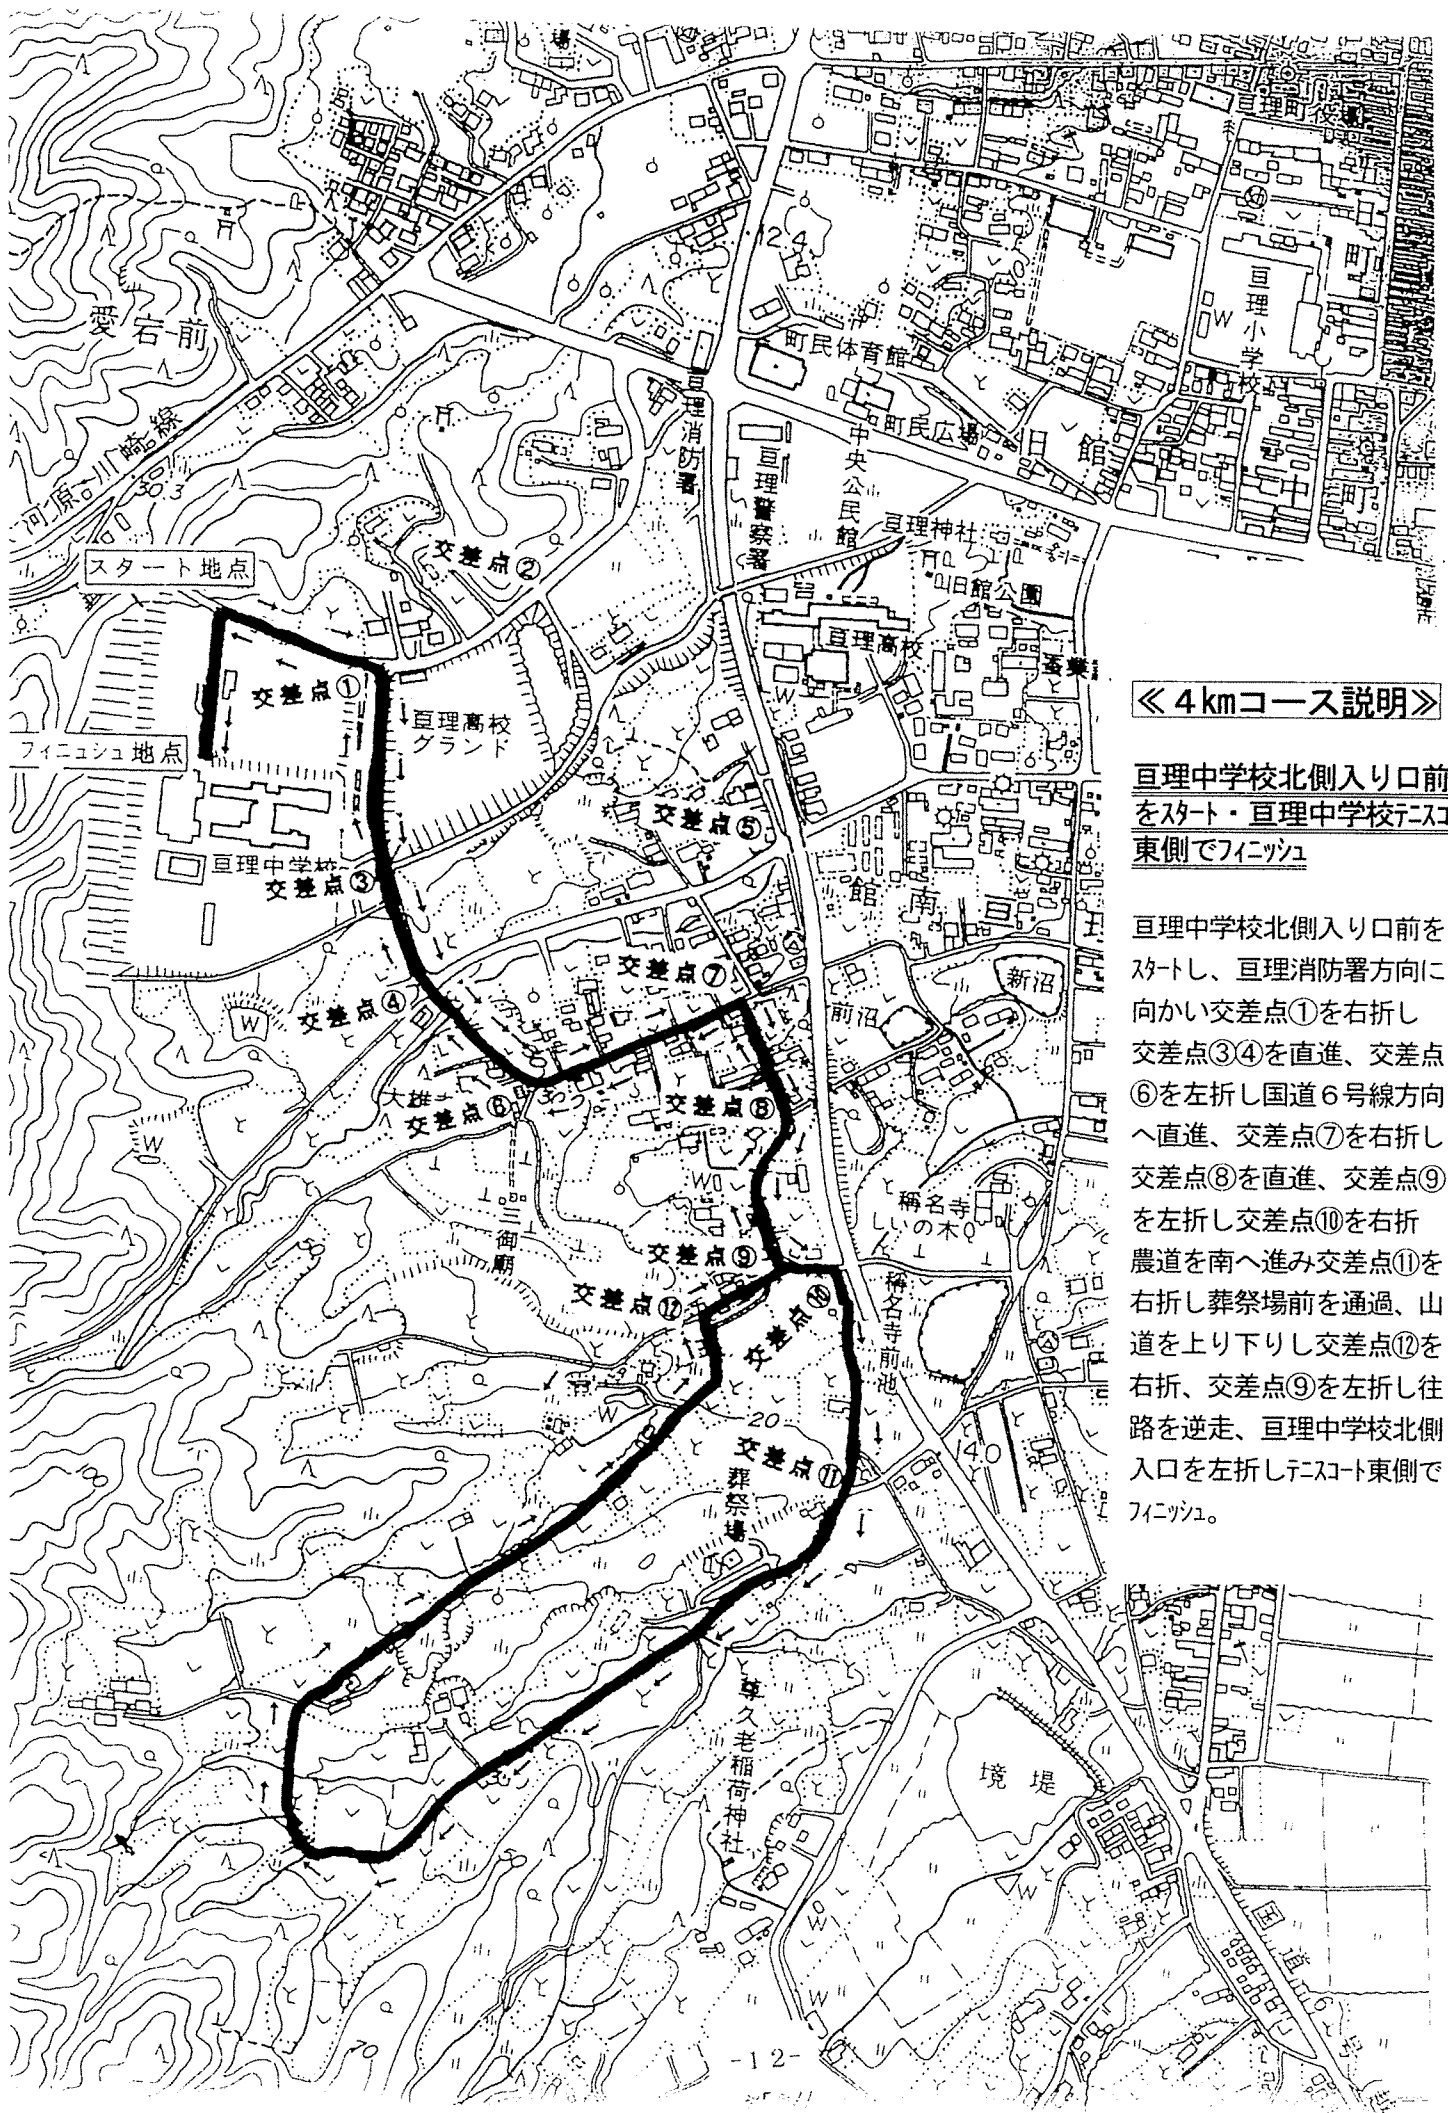 場
亘理町役場
12.4
町
亘理小学校
愛宕前
町民体育館
町民広場
旧館
中町
亘理消防署
亘理警察署
中央公民館
河原・川崎線
30.3
亘理神社
旧館公園
スタート地点
交差点②
亘理高校
交差点①
亘理高校
グランド
フィニュシュ地点
≪４kmコース説明≫
亘理中学校北側入り口前
をスタート・亘理中学校テニスコ
東側でフィニッシュ
交差点⑤
亘理中学校
交差点③
館南
交差点⑦
新沼
前沼
交差点④
亘理中学校北側入り口前を
スタートし、亘理消防署方向に
向かい交差点①を右折し
交差点③④を直進、交差点
⑥を左折し国道６号線方向
へ直進、交差点⑦を右折し
交差点⑧を直進、交差点⑨
を左折し交差点⑩を右折
農道を南へ進み交差点⑪を
右折し葬祭場前を通過、山
道を上り下りし交差点⑫を
右折、交差点⑨を左折し往
路を逆走、亘理中学校北側
入口を左折しテニスコート東側で
フィニッシュ。
大雄
交差点⑥
交差点⑧
三御廟
稱名寺
しいの木
交差点⑨
交差点⑫
交差点⑩
稱名寺前池
20
交差点⑪
14.0
葬祭場
100
50
尊久老稲荷神社
境堤
国道6号
70
-12-